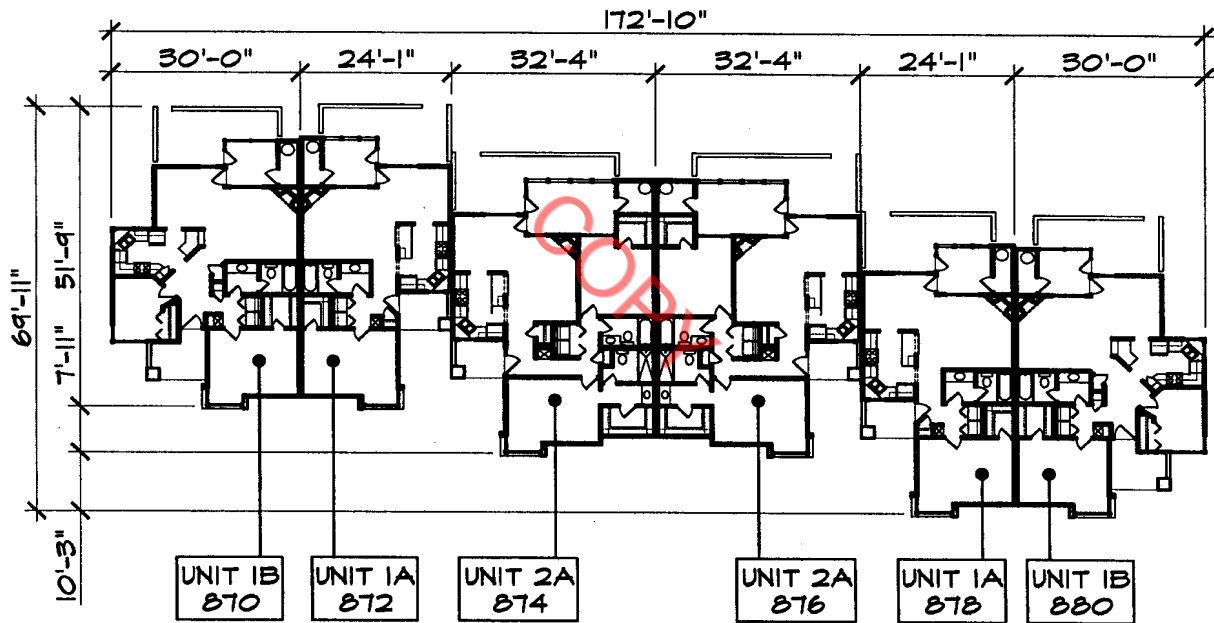 172'-10"
30'-0"
24'-1"
32'-4"
32'-4"
24'-1"
30'-0"
69'-11"
51'-9"
7'-11"
10'-3"
COPY
UNIT 1B
870
UNIT 1A
872
UNIT 2A
874
UNIT 2A
876
UNIT 1A
878
UNIT 1B
880